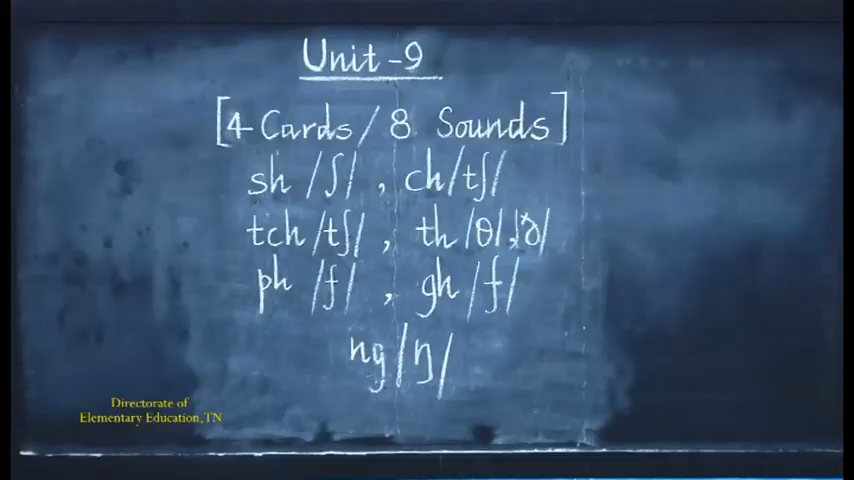 Unit - 9
[4 Cards / 8 Sounds]
sh /ʃ/ , ch /tʃ/
tch /tʃ/ , th /θ/, /ð/
ph /f/ , gh /f/
ng /ŋ/
Directorate of
Elementary Education, TN